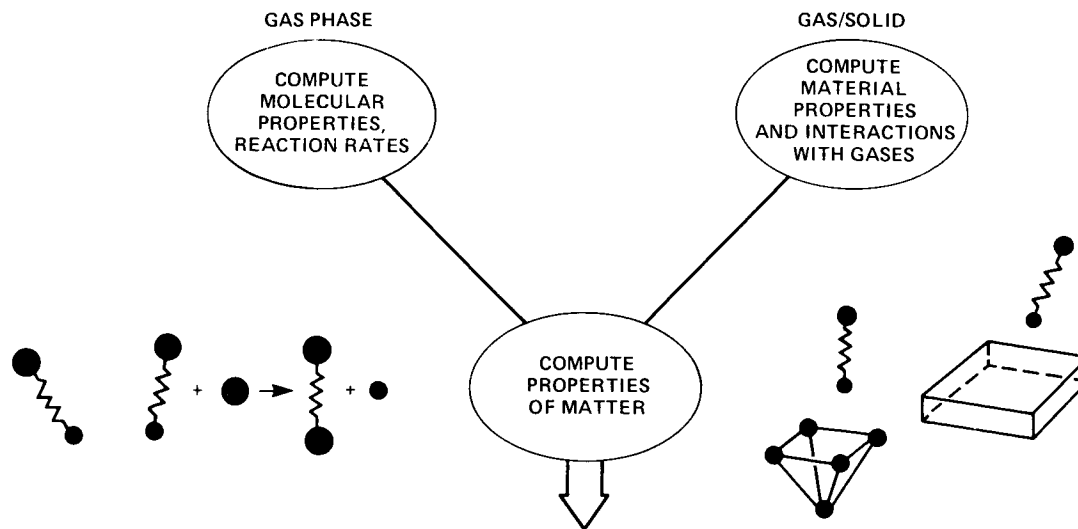 GAS PHASE
COMPUTE
MOLECULAR
PROPERTIES,
REACTION RATES
GAS/SOLID
COMPUTE
MATERIAL
PROPERTIES
AND INTERACTIONS
WITH GASES
+
+
COMPUTE
PROPERTIES
OF MATTER